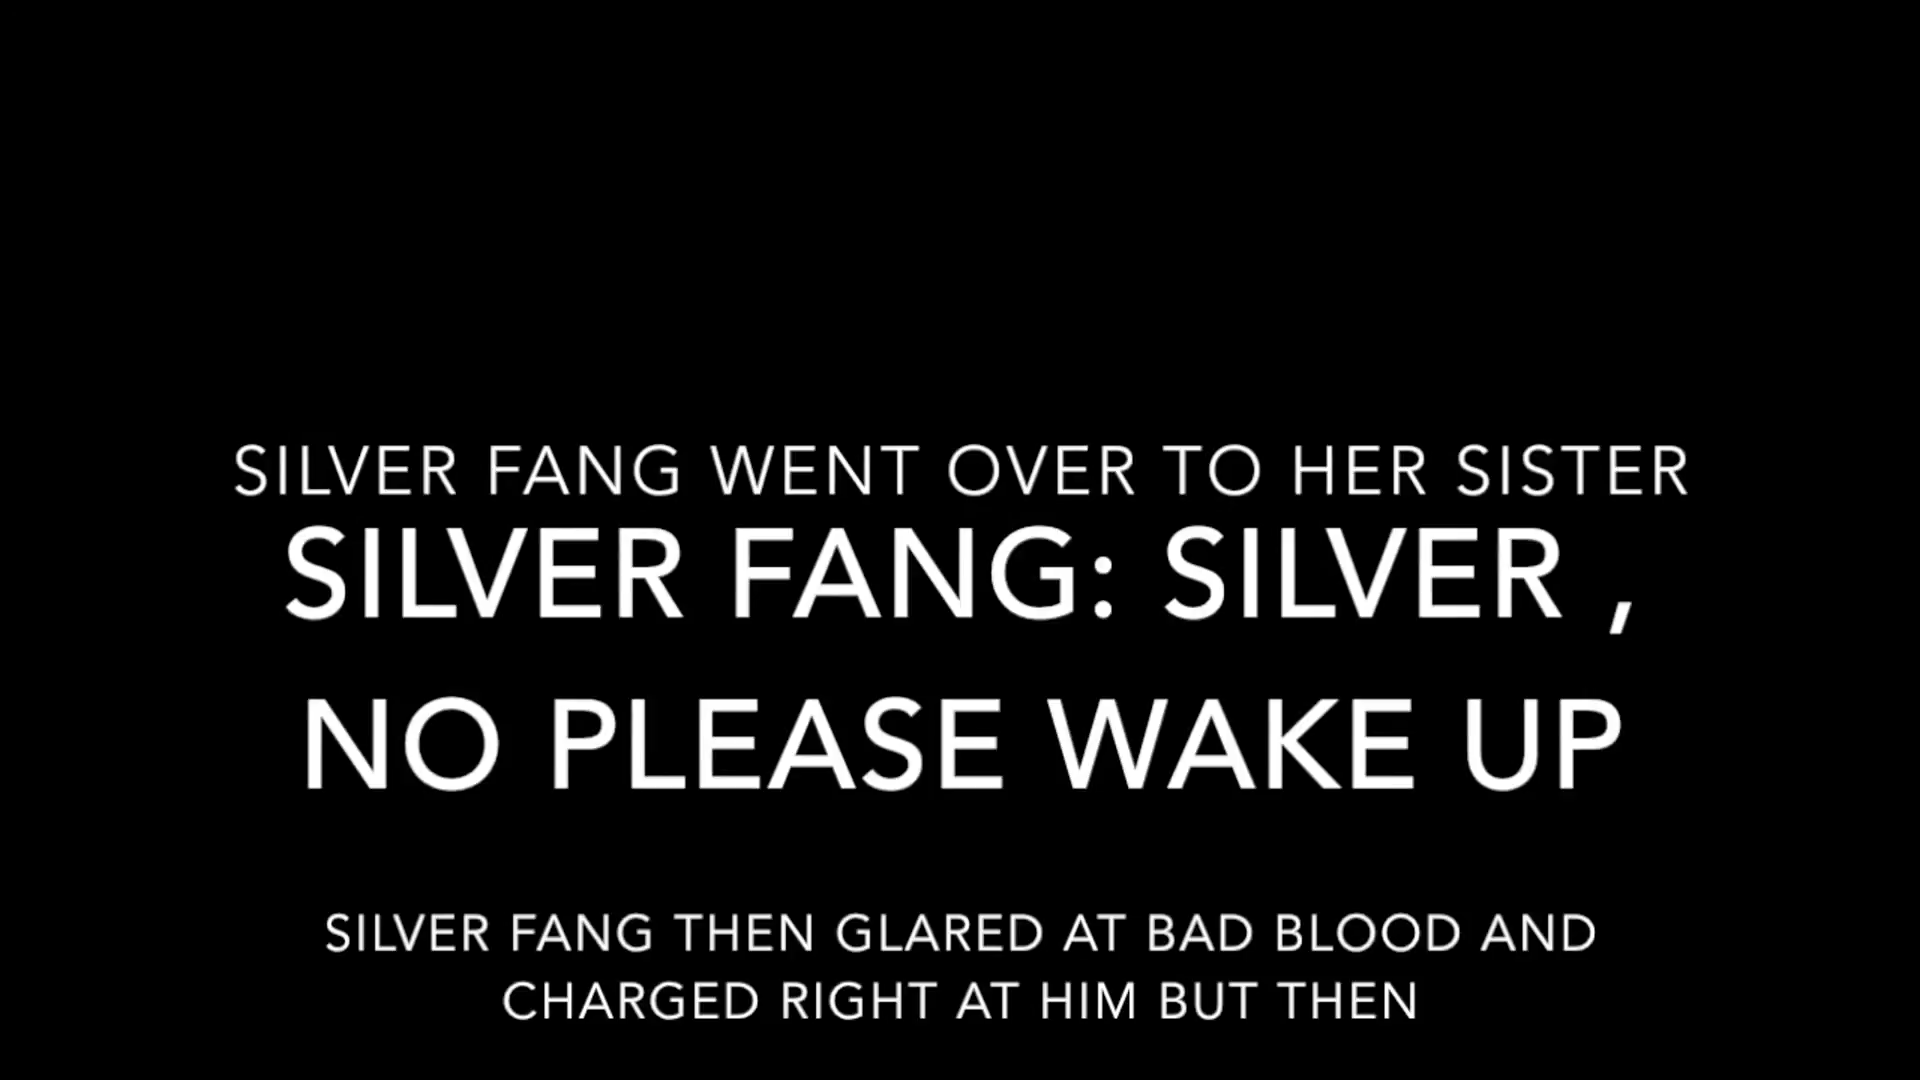 SILVER FANG WENT OVER TO HER SISTER
SILVER FANG: SILVER ,
NO PLEASE WAKE UP
SILVER FANG THEN GLARED AT BAD BLOOD AND
CHARGED RIGHT AT HIM BUT THEN